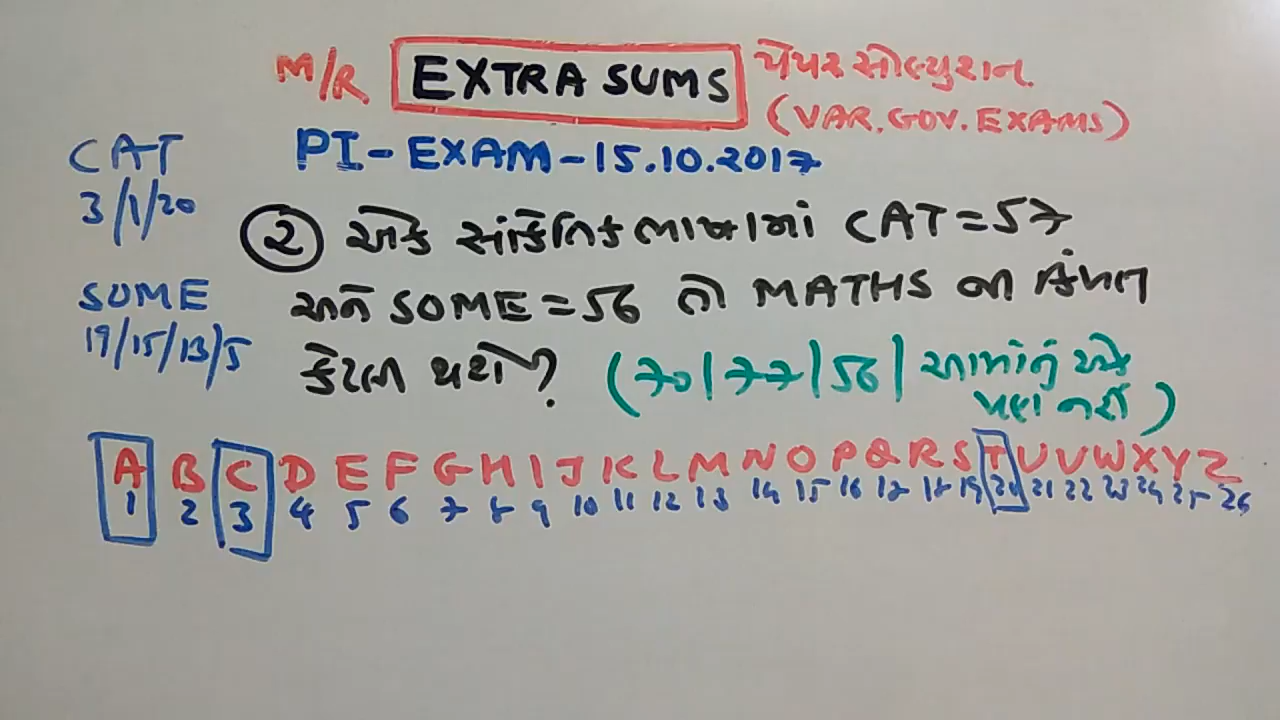 M/R EXTRA SUMS પેપર સોલ્યુશન.
(VAR. GOV. EXAMS)
PI-EXAM-15.10.2017
CAT
3/1/20
(૨) એક સાંકેતિક ભાષામાં CAT=57
અને SOME=56 તો MATHS ના કિંમત
કેટલી થશે?
(70/77/56/ આમાંનું એક
પણ નહીં)
SOME
19/15/13/5
A B C D E F G H I J K L M N O P Q R S T U V W X Y Z
1 2 3 4 5 6 7 8 9 10 11 12 13 14 15 16 17 18 19 20 21 22 23 24 25 26